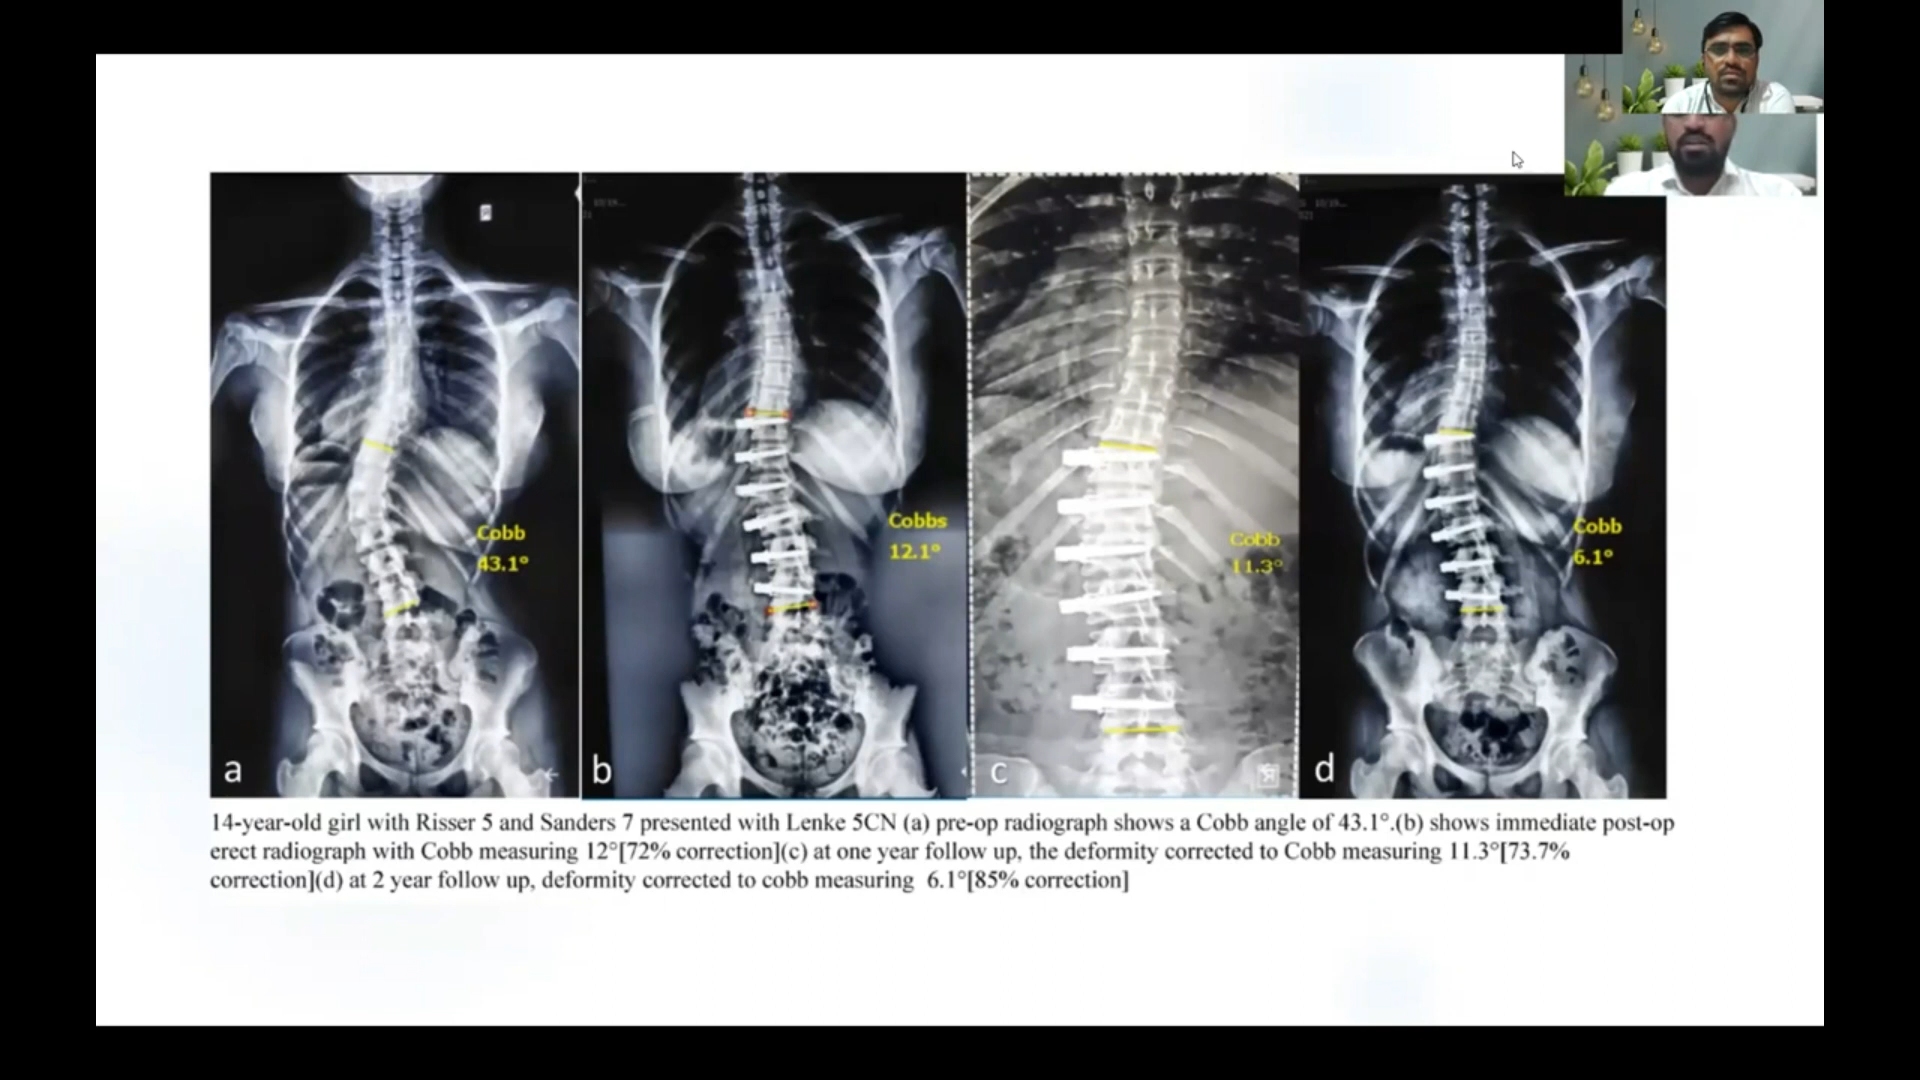 Cobb
43.1°
Cobbs
12.1°
Cobb
11.3°
Cobb
6.1°
a
b
c
d
14-year-old girl with Risser 5 and Sanders 7 presented with Lenke 5CN (a) pre-op radiograph shows a Cobb angle of 43.1°.(b) shows immediate post-op
erect radiograph with Cobb measuring 12°[72% correction](c) at one year follow up, the deformity corrected to Cobb measuring 11.3°[73.7%
correction](d) at 2 year follow up, deformity corrected to cobb measuring 6.1°[85% correction]